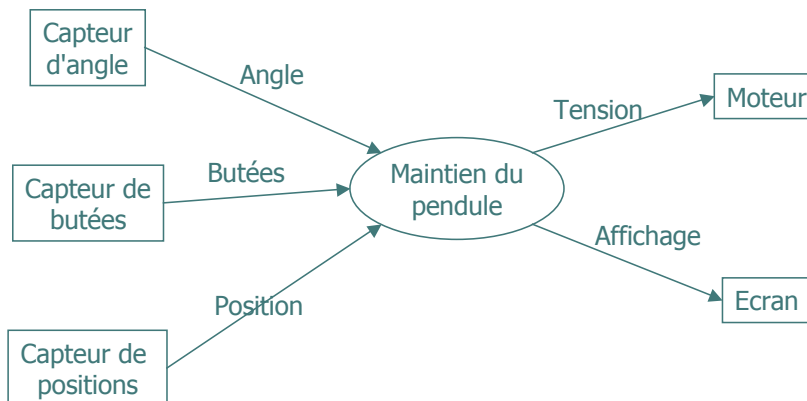 Capteur
d'angle
Angle
Tension
Moteur
Capteur de
butées
Butées
Maintien du
pendule
Affichage
Ecran
Position
Capteur de
positions